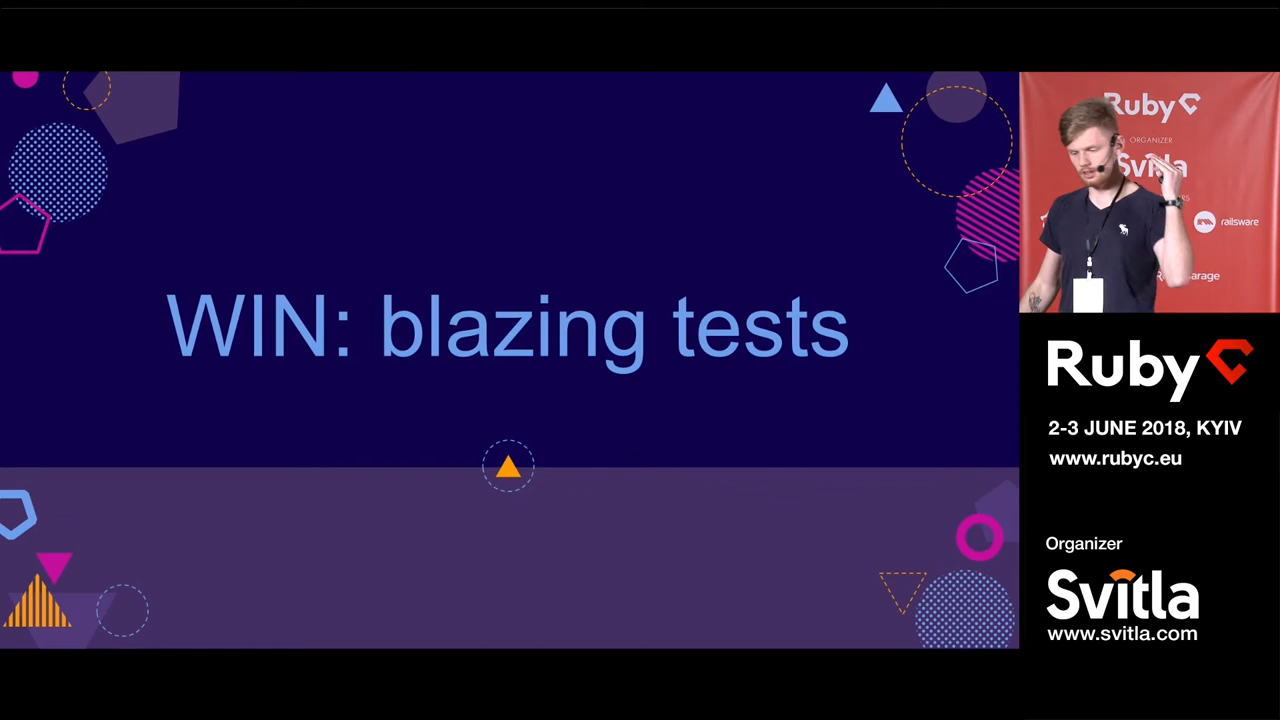 WIN: blazing tests
Ruby
ORGANIZER
Svitla
railsware
arage
Ruby
2-3 JUNE 2018, KYIV
www.rubyc.eu
Organizer
Svitla
www.svitla.com